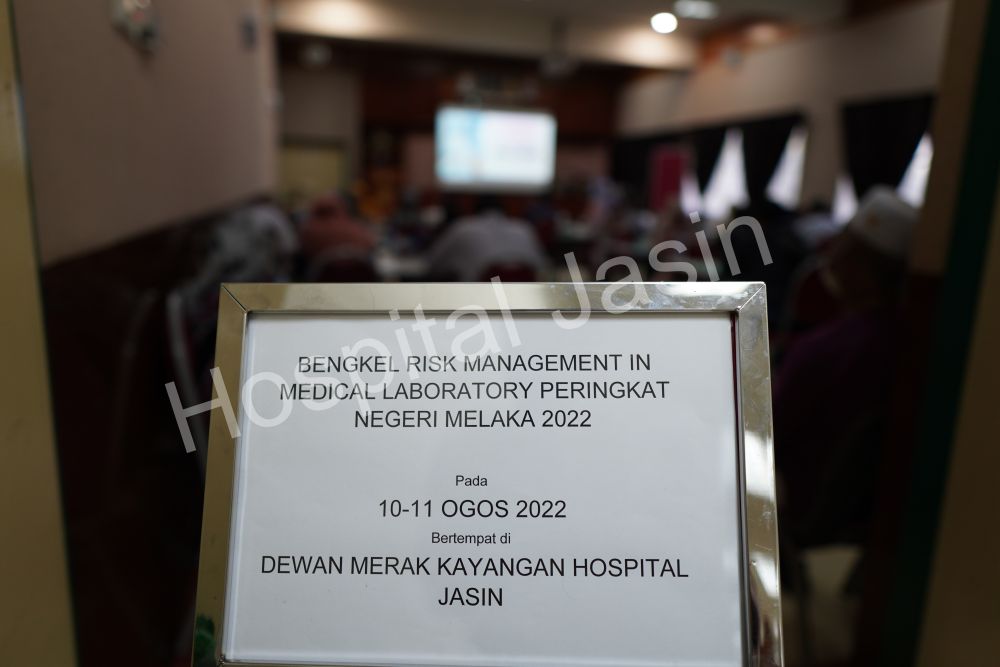 BENGKEL RISK MANAGEMENT IN
MEDICAL LABORATORY PERINGKAT
NEGERI MELAKA 2022
Pada
10-11 OGOS 2022
Bertempat di
DEWAN MERAK KAYANGAN HOSPITAL
JASIN
Hospital Jasin